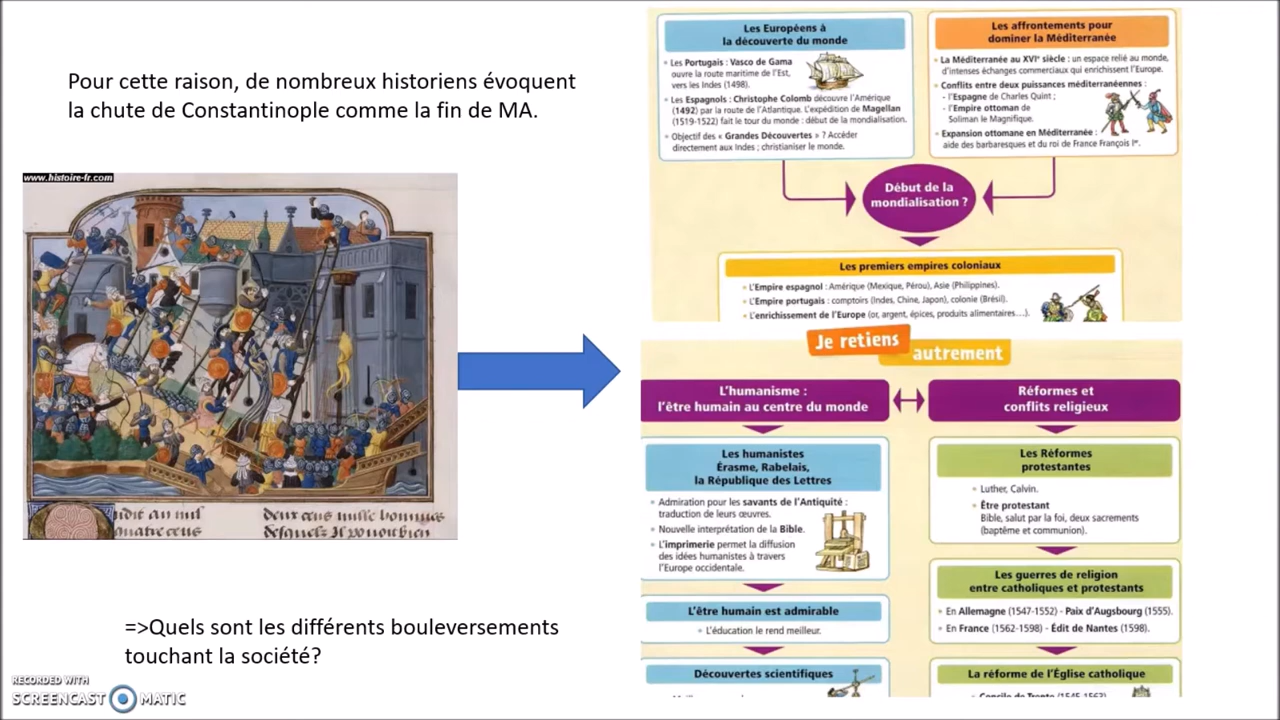 Pour cette raison, de nombreux historiens évoquent
la chute de Constantinople comme la fin de MA.
www.histoire-fr.com
=>Quels sont les différents bouleversements
touchant la société?
RECORDED WITH
SCREENCAST MATIC
Les Européens à
la découverte du monde
• Les Portugais : Vasco de Gama
ouvre la route maritime de l'Est,
vers les Indes (1498).
• Les Espagnols : Christophe Colomb découvre l'Amérique
(1492) par la route de l'Atlantique. L'expédition de Magellan
(1519-1522) fait le tour du monde : début de la mondialisation.
• Objectif des « Grandes Découvertes » ? Accéder
directement aux Indes ; christianiser le monde.
Les affrontements pour
dominer la Méditerranée
• La Méditerranée au XVIe siècle : un espace relié au monde,
d'intenses échanges commerciaux qui enrichissent l'Europe.
• Conflits entre deux puissances méditerranéennes :
- l'Espagne de Charles Quint ;
- l'Empire ottoman de
Soliman le Magnifique.
• Expansion ottomane en Méditerranée :
aide des barbaresques et du roi de France François Ier.
Début de la
mondialisation ?
Les premiers empires coloniaux
• L'Empire espagnol : Amérique (Mexique, Pérou), Asie (Philippines).
• L'Empire portugais : comptoirs (Indes, Chine, Japon), colonie (Brésil).
• L'enrichissement de l'Europe (or, argent, épices, produits alimentaires...).
Je retiens
autrement
L'humanisme :
l'être humain au centre du monde
Réformes et
conflits religieux
Les humanistes
Érasme, Rabelais,
la République des Lettres
• Admiration pour les savants de l'Antiquité :
traduction de leurs œuvres.
• Nouvelle interprétation de la Bible.
• L'imprimerie permet la diffusion
des idées humanistes à travers
l'Europe occidentale.
L'être humain est admirable
• L'éducation le rend meilleur.
Découvertes scientifiques
Les Réformes
protestantes
• Luther, Calvin.
• Être protestant
Bible, salut par la foi, deux sacrements
(baptême et communion).
Les guerres de religion
entre catholiques et protestants
• En Allemagne (1547-1552) - Paix d'Augsbourg (1555).
• En France (1562-1598) - Édit de Nantes (1598).
La réforme de l'Église catholique
• Concile de Trente (1545-1563)